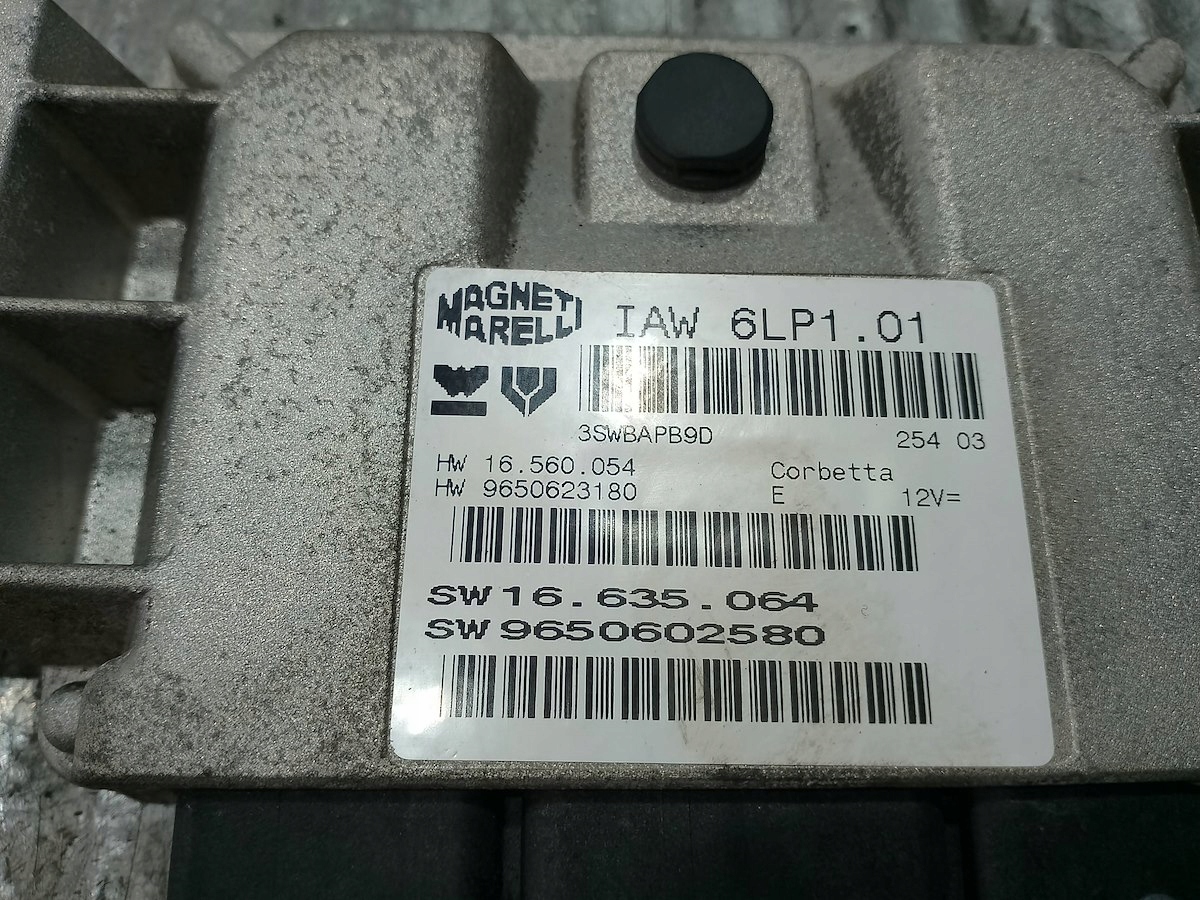 MAGNETI
MARELLI
IAW 6LP1.01
3SWBAPB9D 254 03
HW 16.560.054 Corbetta
HW 9650623180 E 12V=
SW 16.635.064
SW 9650602580